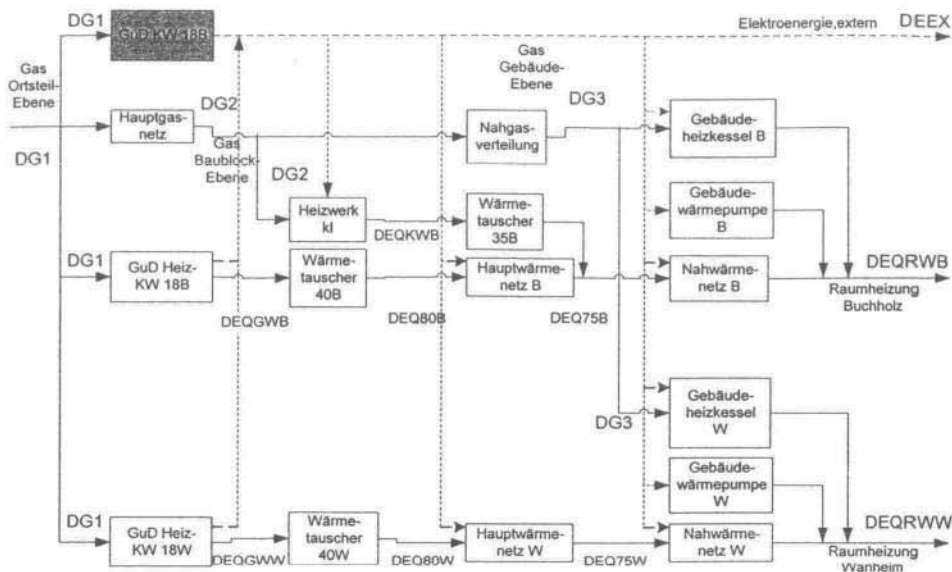 DG1
GuD KW 18B
Elektroenergie,extern
DEEX
Gas
Ortsteil-
Ebene
Gas
Gebäude-
Ebene
DG2
DG3
Hauptgas-
netz
Nahgas-
verteilung
Gebäude-
heizkessel B
DG1
Gas
Baublock-
Ebene
DG2
Heizwerk
kl
DEQKWB
Wärme-
tauscher
35B
Gebäude-
wärmepumpe
B
DG1
GuD Heiz-
KW 18B
Wärme-
tauscher
40B
Hauptwärme-
netz B
Nahwärme-
netz B
DEQRWB
Raumheizung
Buchholz
DEQGWB
DEQ80B
DEQ75B
Gebäude-
heizkessel
W
DG3
Gebäude-
wärmepumpe
W
DG1
GuD Heiz-
KW 18W
Wärme-
tauscher
40W
Hauptwärme-
netz W
Nahwärme-
netz W
DEQRWW
DEQGWW
DEQ80W
DEQ75W
Raumheizung
Wanheim